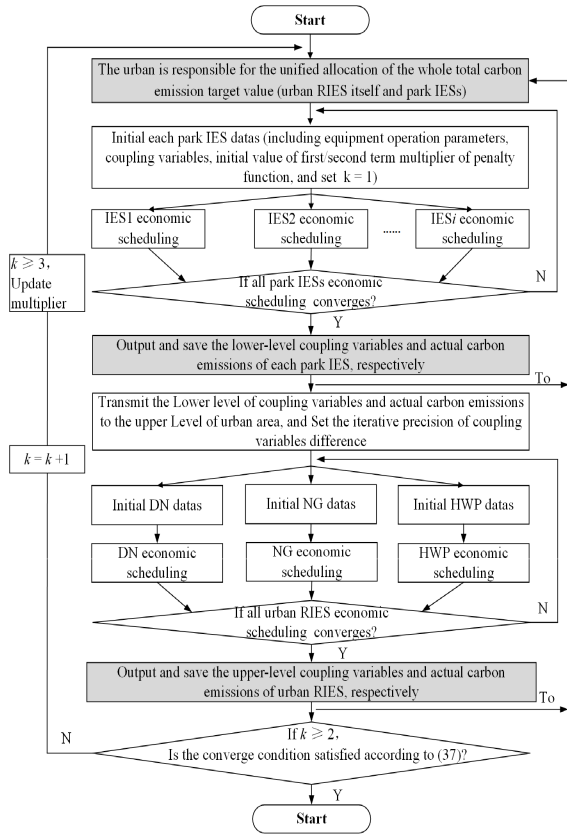 Start
The urban is responsible for the unified allocation of the whole total carbon
emission target value (urban RIES itself and park IESs)
Initial each park IES datas (including equipment operation parameters,
coupling variables, initial value of first/second term multiplier of penalty
function, and set k = 1)
IES1 economic
scheduling
IES2 economic
scheduling
......
IESi economic
scheduling
k ≥ 3,
Update
multiplier
If all park IESs economic
scheduling converges?
N
Y
Output and save the lower-level coupling variables and actual carbon
emissions of each park IES, respectively
To
Transmit the Lower level of coupling variables and actual carbon emissions
to the upper Level of urban area, and Set the iterative precision of coupling
variables difference
k = k +1
Initial DN datas
Initial NG datas
Initial HWP datas
DN economic
scheduling
NG economic
scheduling
HWP economic
scheduling
If all urban RIES economic
scheduling converges?
N
Y
Output and save the upper-level coupling variables and actual carbon
emissions of urban RIES, respectively
To
If k ≥ 2,
Is the converge condition satisfied according to (37)?
N
Y
Start